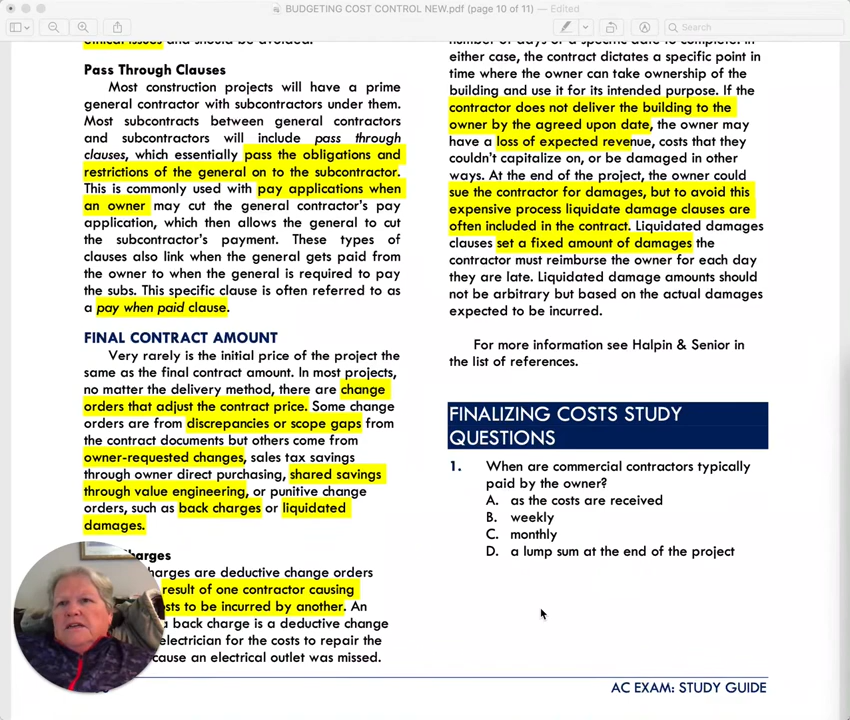 BUDGETING COST CONTROL NEW.pdf (page 10 of 11) — Edited
Search
ethical issues and should be avoided.
Pass Through Clauses
Most construction projects will have a prime
general contractor with subcontractors under them.
Most subcontracts between general contractors
and subcontractors will include pass through
clauses, which essentially pass the obligations and
restrictions of the general on to the subcontractor.
This is commonly used with pay applications when
an owner may cut the general contractor's pay
application, which then allows the general to cut
the subcontractor's payment. These types of
clauses also link when the general gets paid from
the owner to when the general is required to pay
the subs. This specific clause is often referred to as
a pay when paid clause.
FINAL CONTRACT AMOUNT
Very rarely is the initial price of the project the
same as the final contract amount. In most projects,
no matter the delivery method, there are change
orders that adjust the contract price. Some change
orders are from discrepancies or scope gaps from
the contract documents but others come from
owner-requested changes, sales tax savings
through owner direct purchasing, shared savings
through value engineering, or punitive change
orders, such as back charges or liquidated
damages.
harges
harges are deductive change orders
result of one contractor causing
sts to be incurred by another. An
a back charge is a deductive change
electrician for the costs to repair the
cause an electrical outlet was missed.
number of days or a specific date to complete. In
either case, the contract dictates a specific point in
time where the owner can take ownership of the
building and use it for its intended purpose. If the
contractor does not deliver the building to the
owner by the agreed upon date, the owner may
have a loss of expected revenue, costs that they
couldn't capitalize on, or be damaged in other
ways. At the end of the project, the owner could
sue the contractor for damages, but to avoid this
expensive process liquidate damage clauses are
often included in the contract. Liquidated damages
clauses set a fixed amount of damages the
contractor must reimburse the owner for each day
they are late. Liquidated damage amounts should
not be arbitrary but based on the actual damages
expected to be incurred.
For more information see Halpin & Senior in
the list of references.
FINALIZING COSTS STUDY
QUESTIONS
1. When are commercial contractors typically
paid by the owner?
A. as the costs are received
B. weekly
C. monthly
D. a lump sum at the end of the project
AC EXAM: STUDY GUIDE